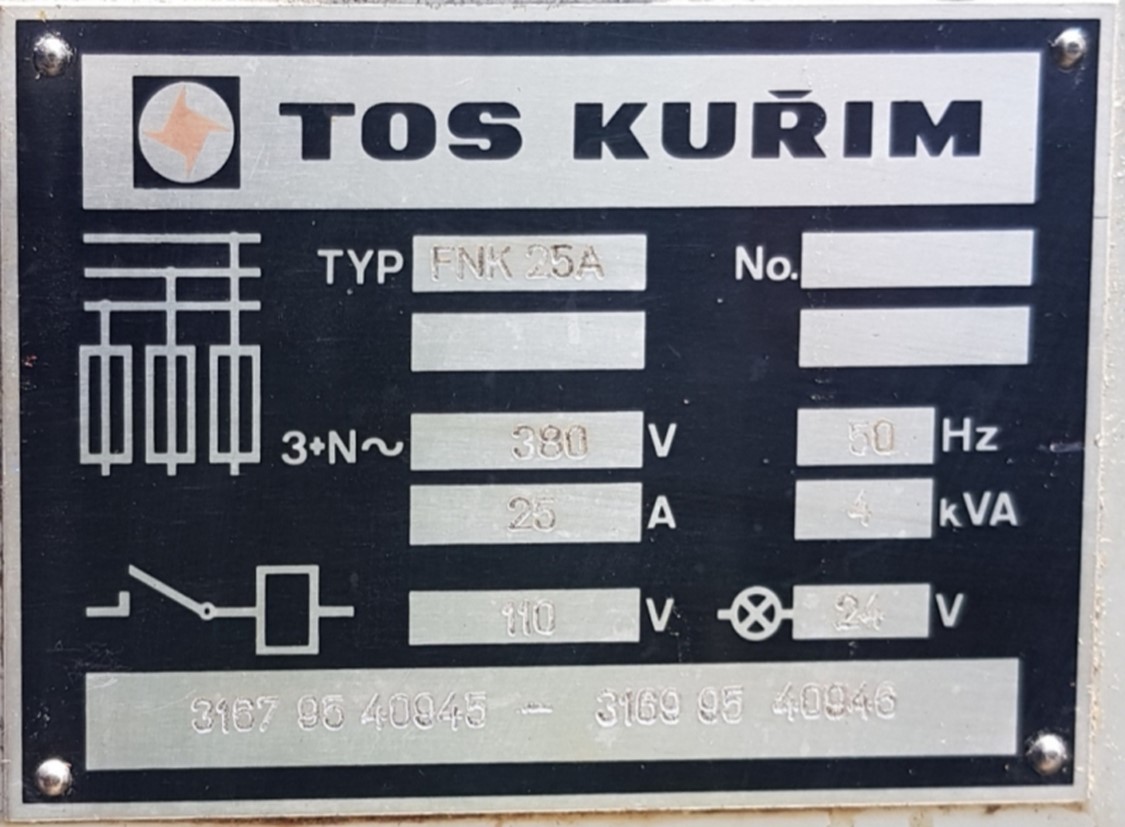 TOS KUŘIM
TYP FNK 25A No.
3+N~ 380 V 50 Hz
25 A 4 kVA
110 V 24 V
3167 95 40945 – 3169 95 40946